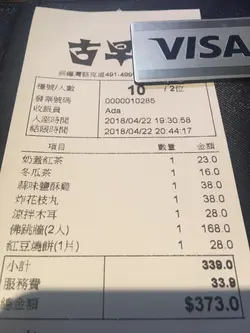 古早
VISA
檯號/人數 10 /2位
發票號碼 0000010285
收銀員 Ada
入座時間 2018/04/22 19:30:58
結賬時間 2018/04/22 20:44:17
項目 數量 金額
奶蓋紅茶 1 23.0
冬瓜茶 1 16.0
蒜味鹽酥雞 1 38.0
炸花枝丸 1 38.0
涼拌木耳 1 28.0
佛跳牆(2人) 1 168.0
紅豆燒餅(1片) 1 28.0
小計 339.0
服務費 33.9
總金額 $373.0